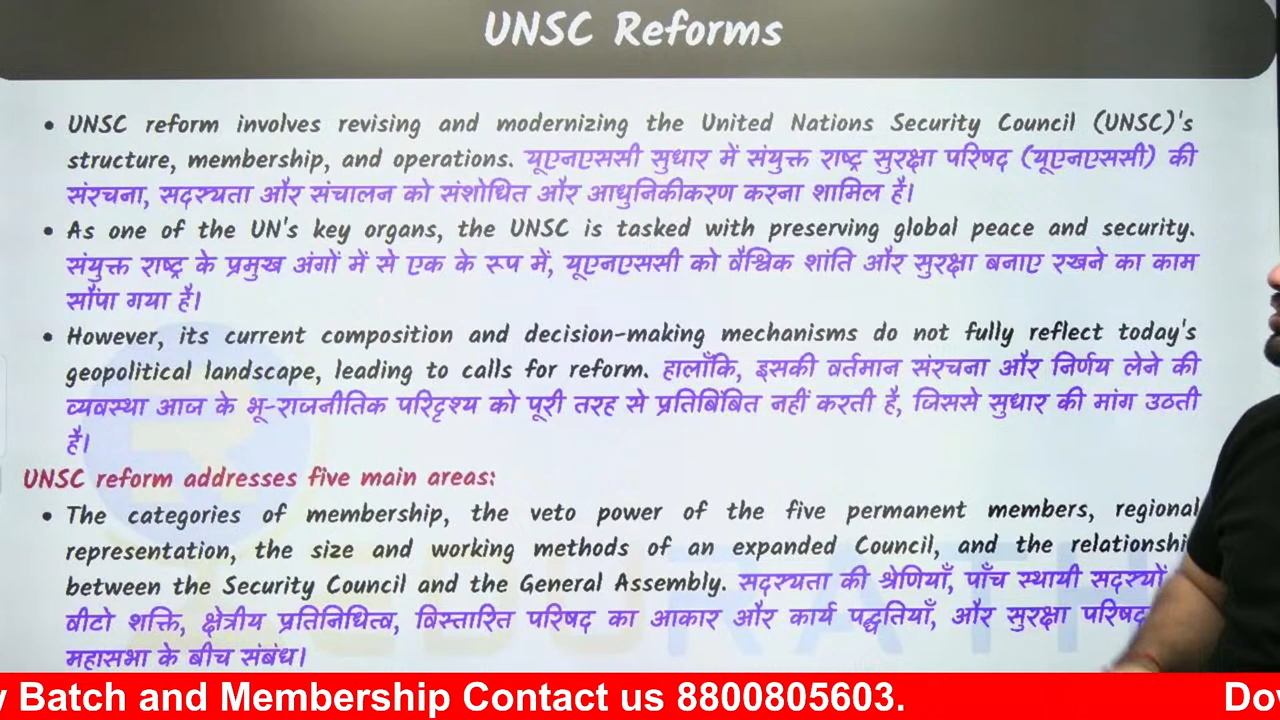 UNSC Reforms
• UNSC reform involves revising and modernizing the United Nations Security Council (UNSC)'s
structure, membership, and operations. यूएनएससी सुधार में संयुक्त राष्ट्र सुरक्षा परिषद (यूएनएससी) की
संरचना, सदस्यता और संचालन को संशोधित और आधुनिकीकरण करना शामिल है।
• As one of the UN's key organs, the UNSC is tasked with preserving global peace and security.
संयुक्त राष्ट्र के प्रमुख अंगों में से एक के रूप में, यूएनएससी को वैश्विक शांति और सुरक्षा बनाए रखने का काम
सौंपा गया है।
• However, its current composition and decision-making mechanisms do not fully reflect today's
geopolitical landscape, leading to calls for reform. हालाँकि, इसकी वर्तमान संरचना और निर्णय लेने की
व्यवस्था आज के भू-राजनीतिक परिदृश्य को पूरी तरह से प्रतिबिंबित नहीं करती है, जिससे सुधार की मांग उठती
है।
UNSC reform addresses five main areas:
• The categories of membership, the veto power of the five permanent members, regional
representation, the size and working methods of an expanded Council, and the
between the Security Council and the General Assembly. सदस्यता की श्रेणियाँ, पाँच स्थायी सदस्यों
वीटो शक्ति, क्षेत्रीय प्रतिनिधित्व, विस्तारित परिषद का आकार और कार्य पद्धतियाँ, और सुरक्षा परिषद
महासभा के बीच संबंध।
Batch and Membership Contact us 8800805603.